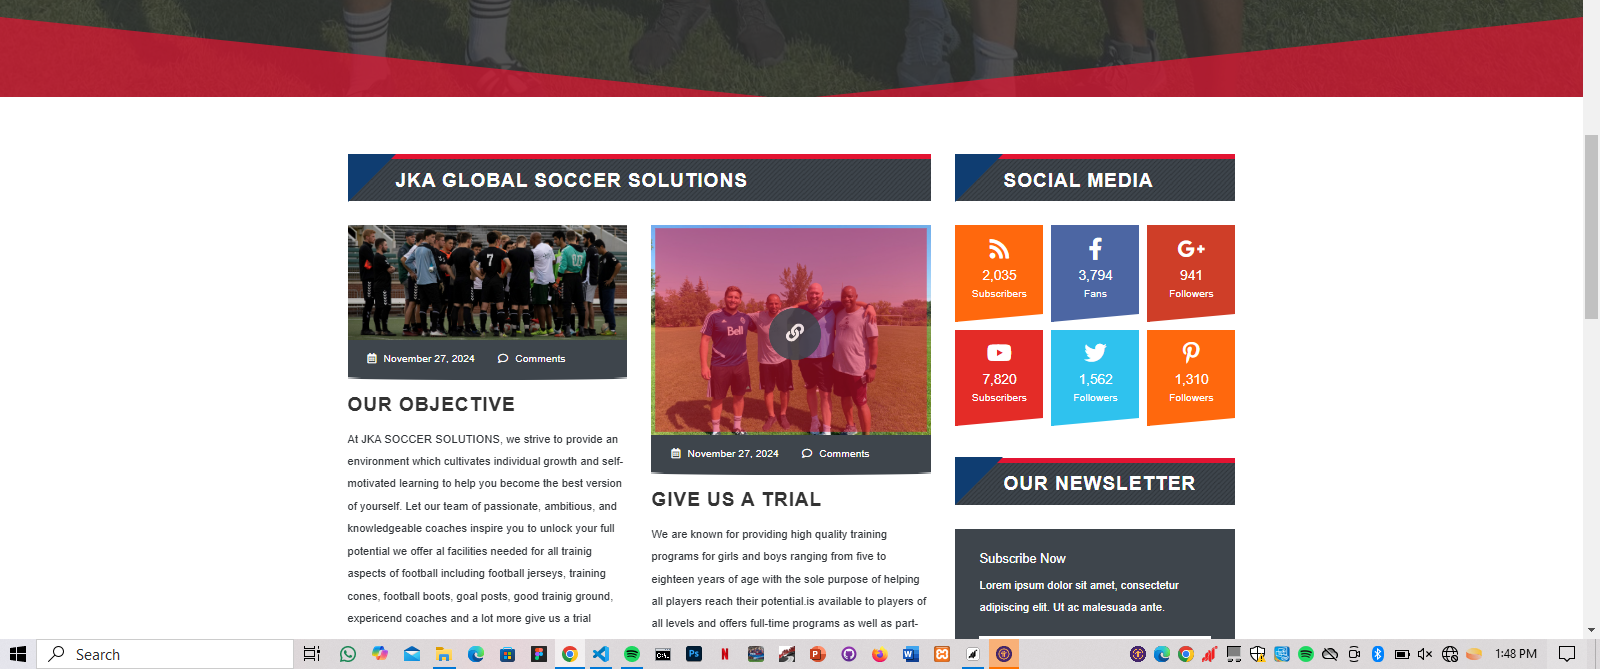 JKA GLOBAL SOCCER SOLUTIONS
SOCIAL MEDIA
7
Bell
November 27, 2024 Comments
OUR OBJECTIVE
At JKA SOCCER SOLUTIONS, we strive to provide an
environment which cultivates individual growth and self-
motivated learning to help you become the best version
of yourself. Let our team of passionate, ambitious, and
knowledgeable coaches inspire you to unlock your full
potential we offer al facilities needed for all trainig
aspects of football including football jerseys, training
cones, football boots, goal posts, good trainig ground,
expericend coaches and a lot more give us a trial
November 27, 2024 Comments
GIVE US A TRIAL
We are known for providing high quality training
programs for girls and boys ranging from five to
eighteen years of age with the sole purpose of helping
all players reach their potential.is available to players of
all levels and offers full-time programs as well as part-
2,035
Subscribers
3,794
Fans
G+
941
Followers
7,820
Subscribers
1,562
Followers
1,310
Followers
OUR NEWSLETTER
Subscribe Now
Lorem ipsum dolor sit amet, consectetur
adipiscing elit. Ut ac malesuada ante.
Search
1:48 PM